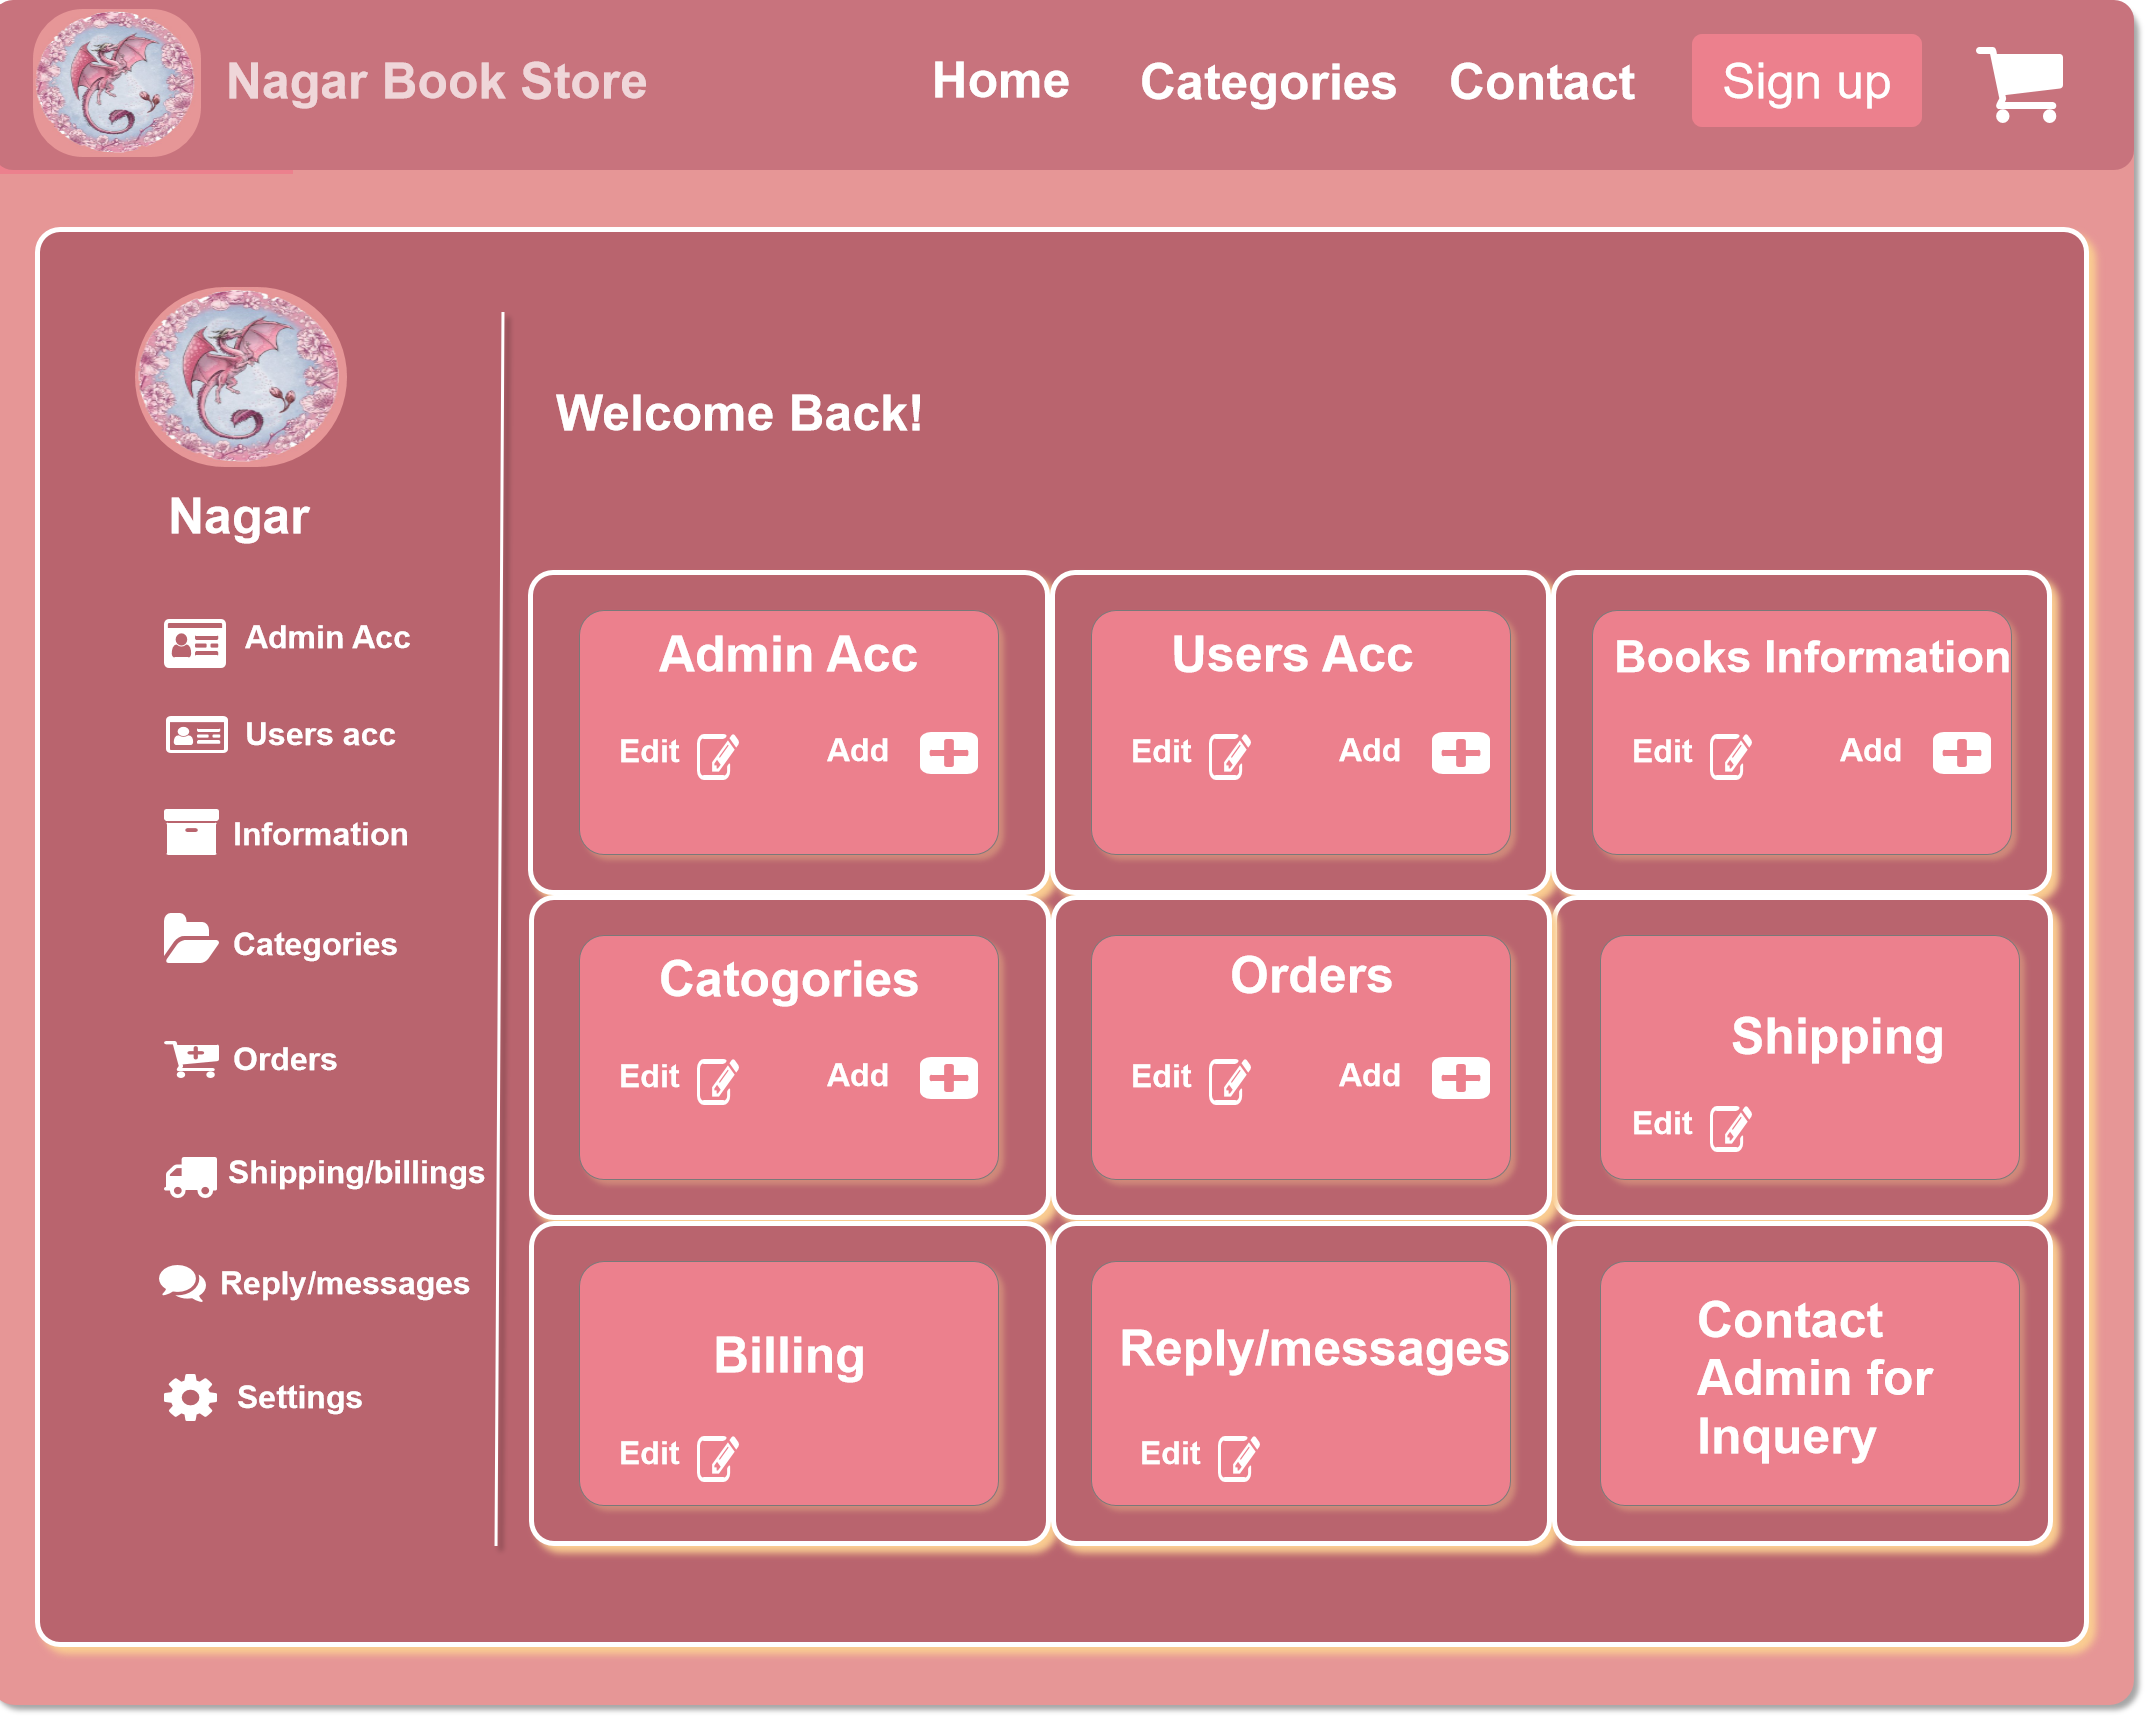 Nagar Book Store
Home
Categories
Contact
Sign up
Nagar
Admin Acc
Users acc
Information
Categories
Orders
Shipping/billings
Reply/messages
Settings
Welcome Back!
Admin Acc
Edit
Add
Users Acc
Edit
Add
Books Information
Edit
Add
Catogories
Edit
Add
Orders
Edit
Add
Shipping
Edit
Billing
Edit
Reply/messages
Edit
Contact
Admin for
Inquery